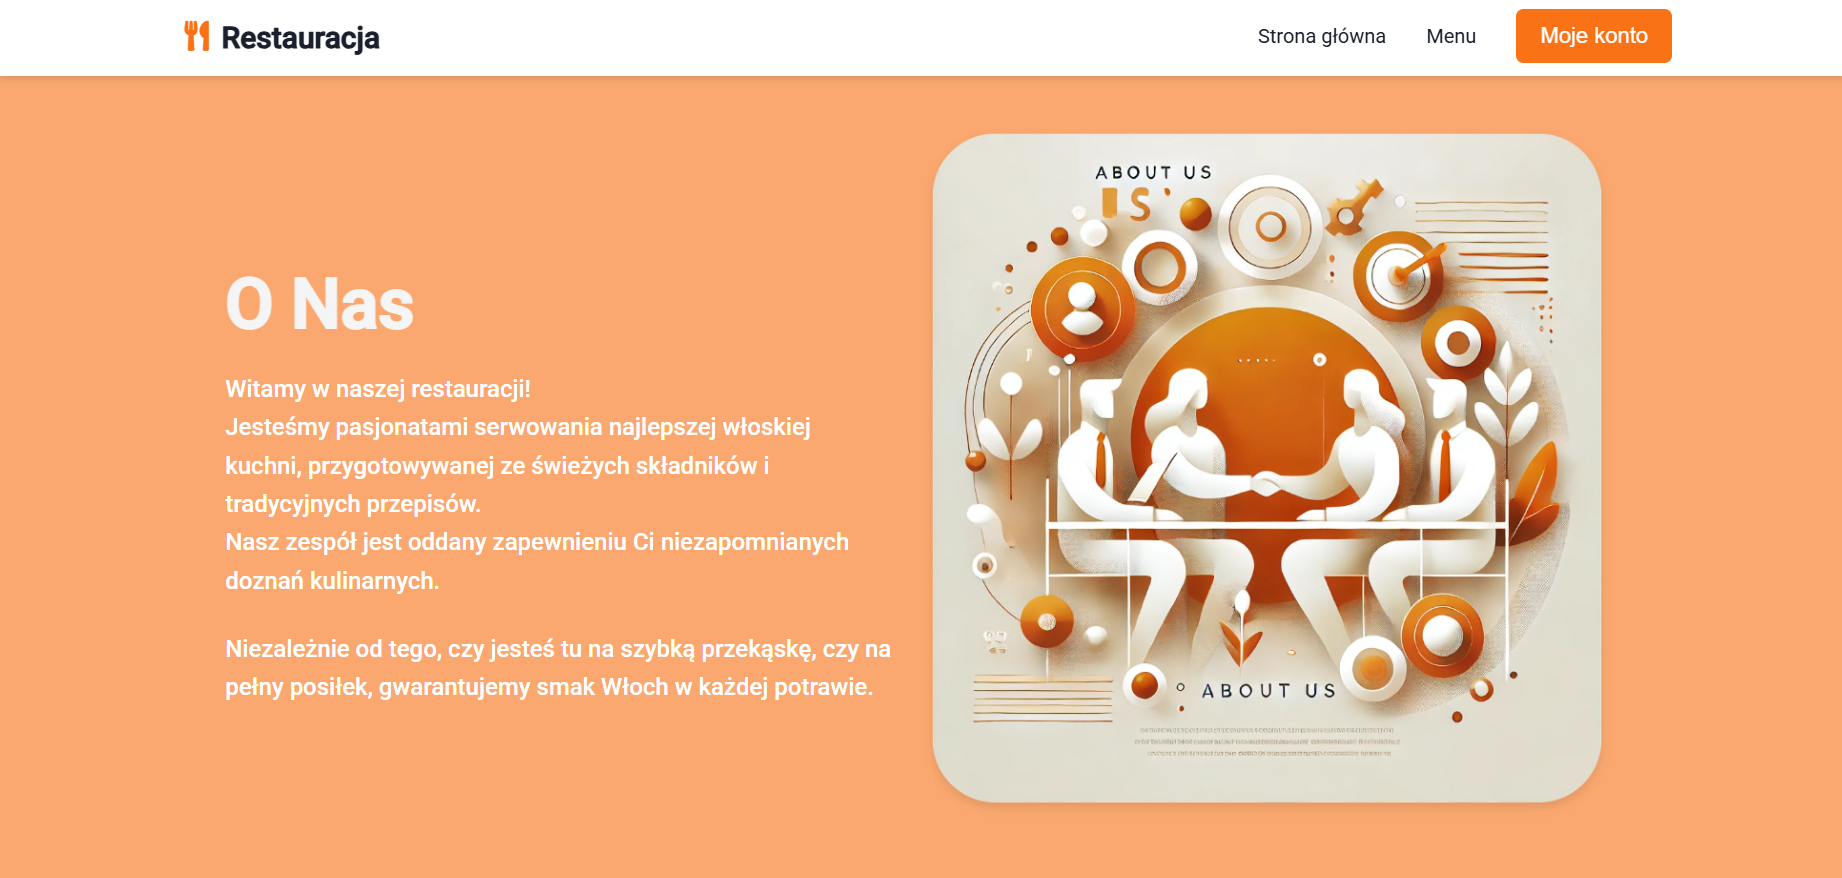 Restauracja
Strona główna
Menu
Moje konto
O Nas
Witamy w naszej restauracji!
Jesteśmy pasjonatami serwowania najlepszej włoskiej
kuchni, przygotowywanej ze świeżych składników i
tradycyjnych przepisów.
Nasz zespół jest oddany zapewnieniu Ci niezapomnianych
doznań kulinarnych.
Niezależnie od tego, czy jesteś tu na szybką przekąskę, czy na
pełny posiłek, gwarantujemy smak Włoch w każdej potrawie.
ABOUT US
ABOUT US